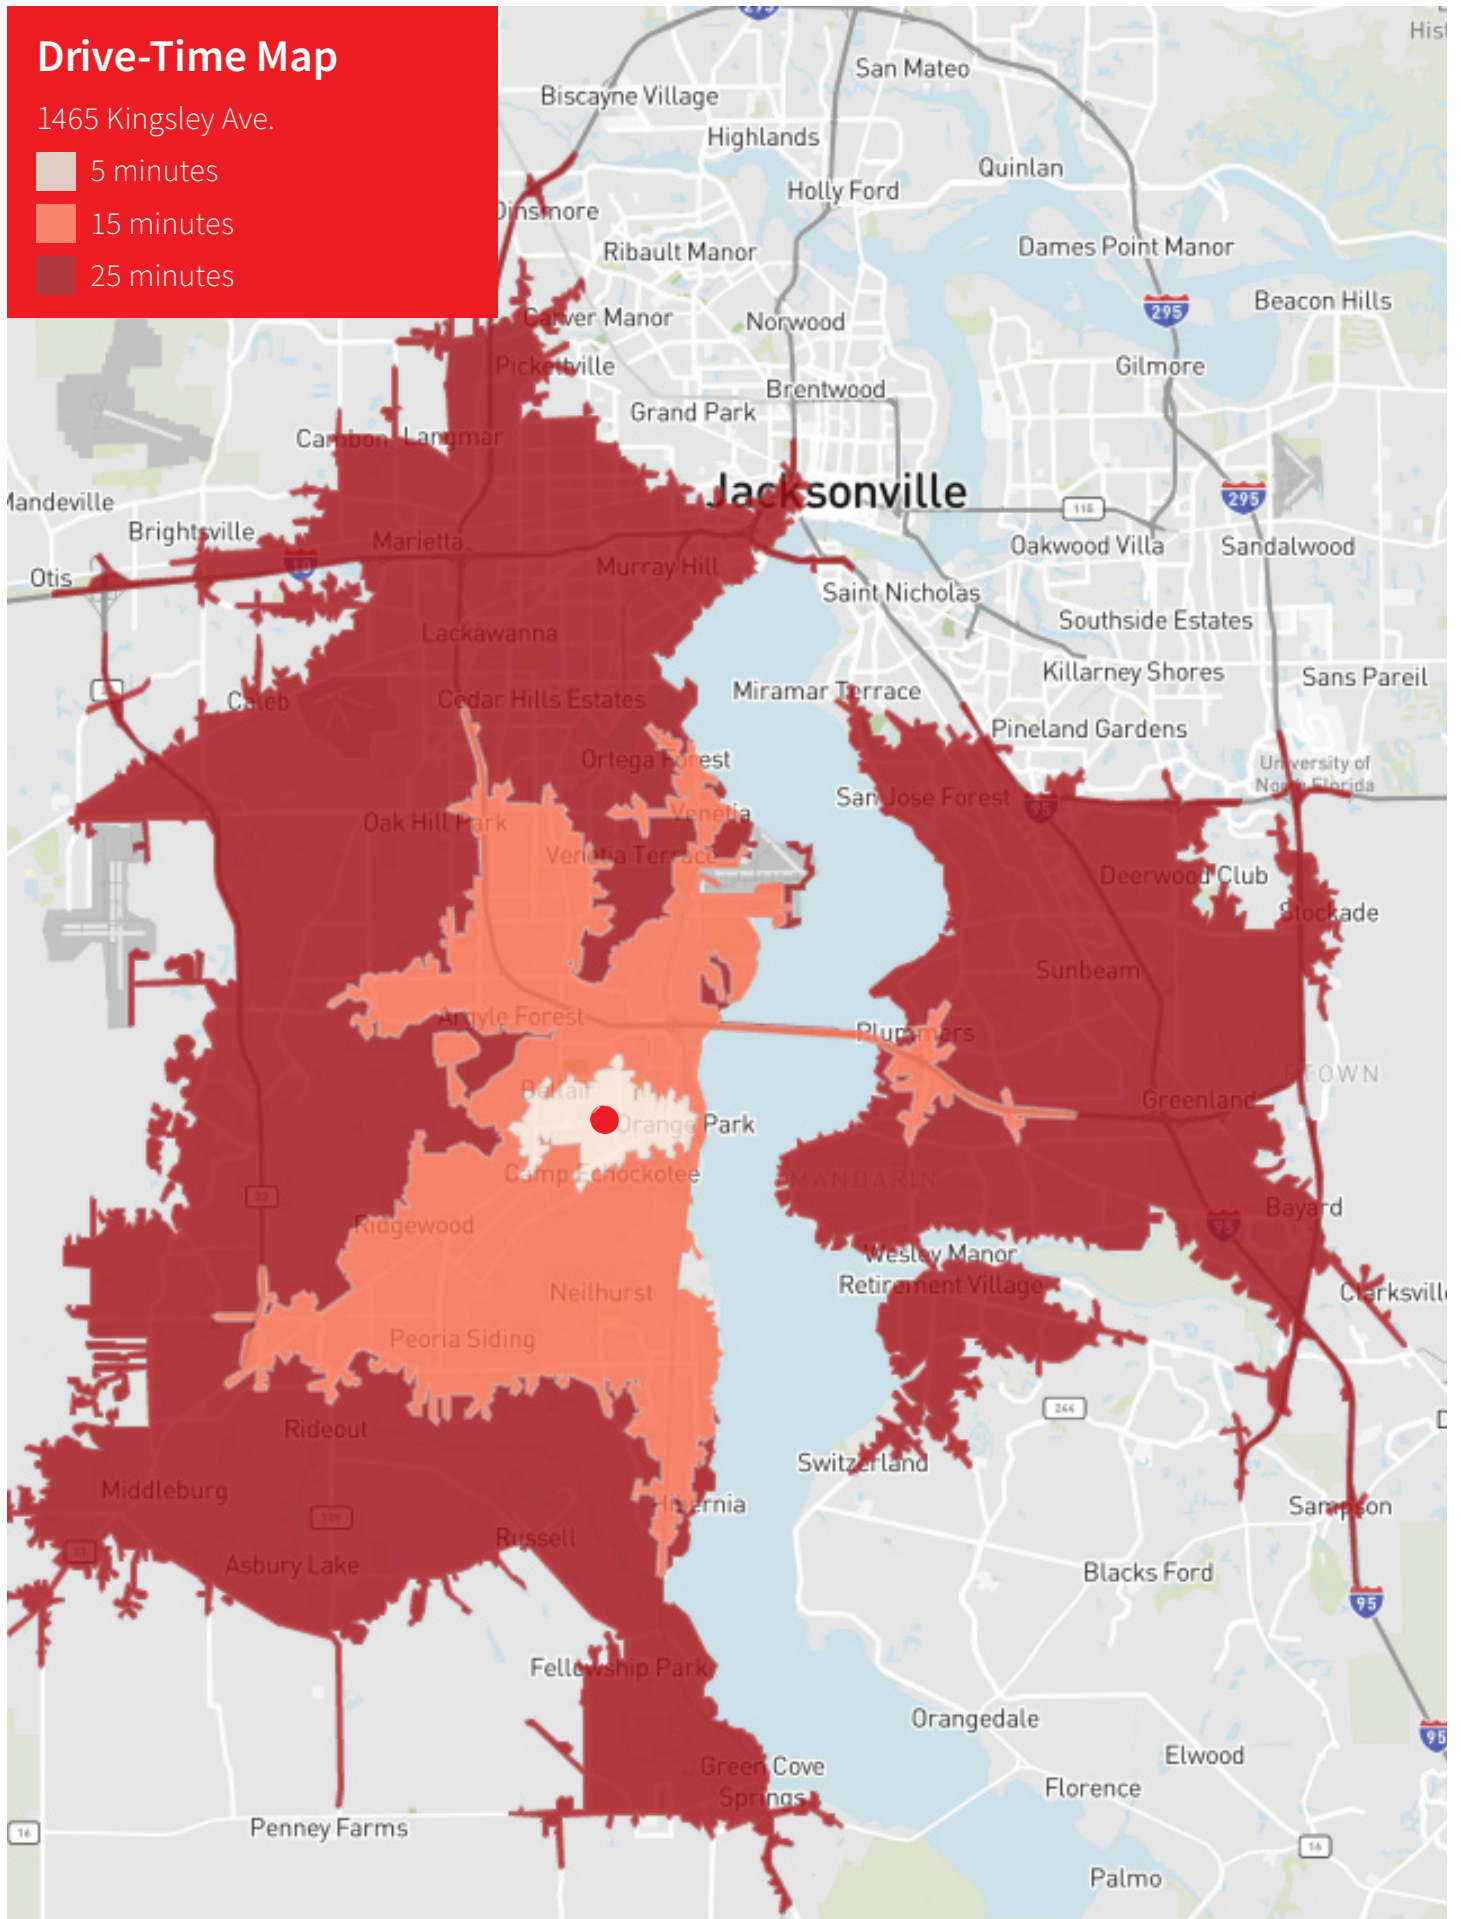 Drive-Time Map
1465 Kingsley Ave.
5 minutes
15 minutes
25 minutes
295
San Mateo
Biscayne Village
Highlands
Quinlan
Holly Ford
Dinsmore
Ribault Manor
Dames Point Manor
295
Beacon Hills
Carver Manor
Norwood
Pickettville
Gilmore
Brentwood
Grand Park
Cambon
Langmar
Jacksonville
295
Mandeville
115
Brightsville
Marietta
Oakwood Villa
Sandalwood
10
Murray Hill
Otis
Saint Nicholas
Southside Estates
Lackawanna
Killarney Shores
Sans Pareil
Miramar Terrace
Caleb
Cedar Hills Estates
Pineland Gardens
Ortega Forest
University of
North Florida
San Jose Forest
95
Venetia
Oak Hill Park
Venetia Terrace
Deerwood Club
Stockade
Sunbeam
Argyle Forest
Plummers
Bellair
Greenland
Orange Park
Camp Echockotee
MANDARIN
23
Ridgewood
Bayard
95
Wesley Manor
Retirement Village
Neilhurst
Clarksville
Peoria Siding
244
Rideout
Switzerland
Middleburg
Hibernia
Sampson
739
Russell
21
Asbury Lake
Blacks Ford
95
Fellowship Park
Orangedale
95
Elwood
Green Cove
Springs
Florence
Penney Farms
16
16
Palmo